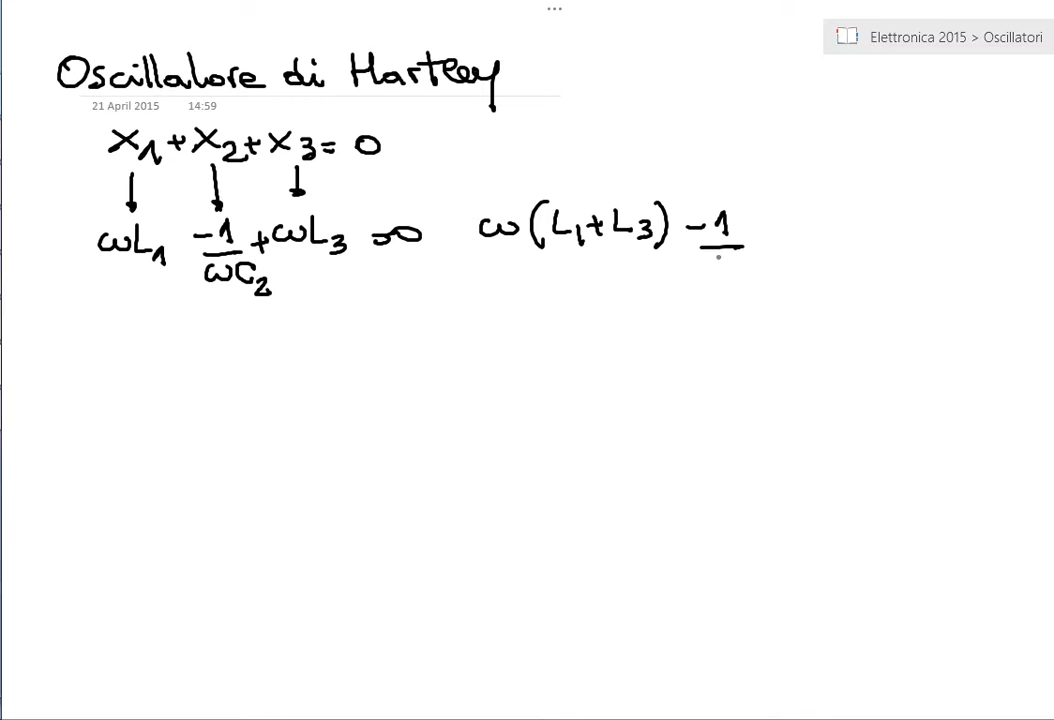 ...
Elettronica 2015 > Oscillatori
Oscillatore di Hartley
21 April 2015 14:59
X₁+X₂+X₃=0
↓ ↓ ↓
ωL₁ -1/ωC₂ +ωL₃ =0 ω(L₁+L₃) -1/